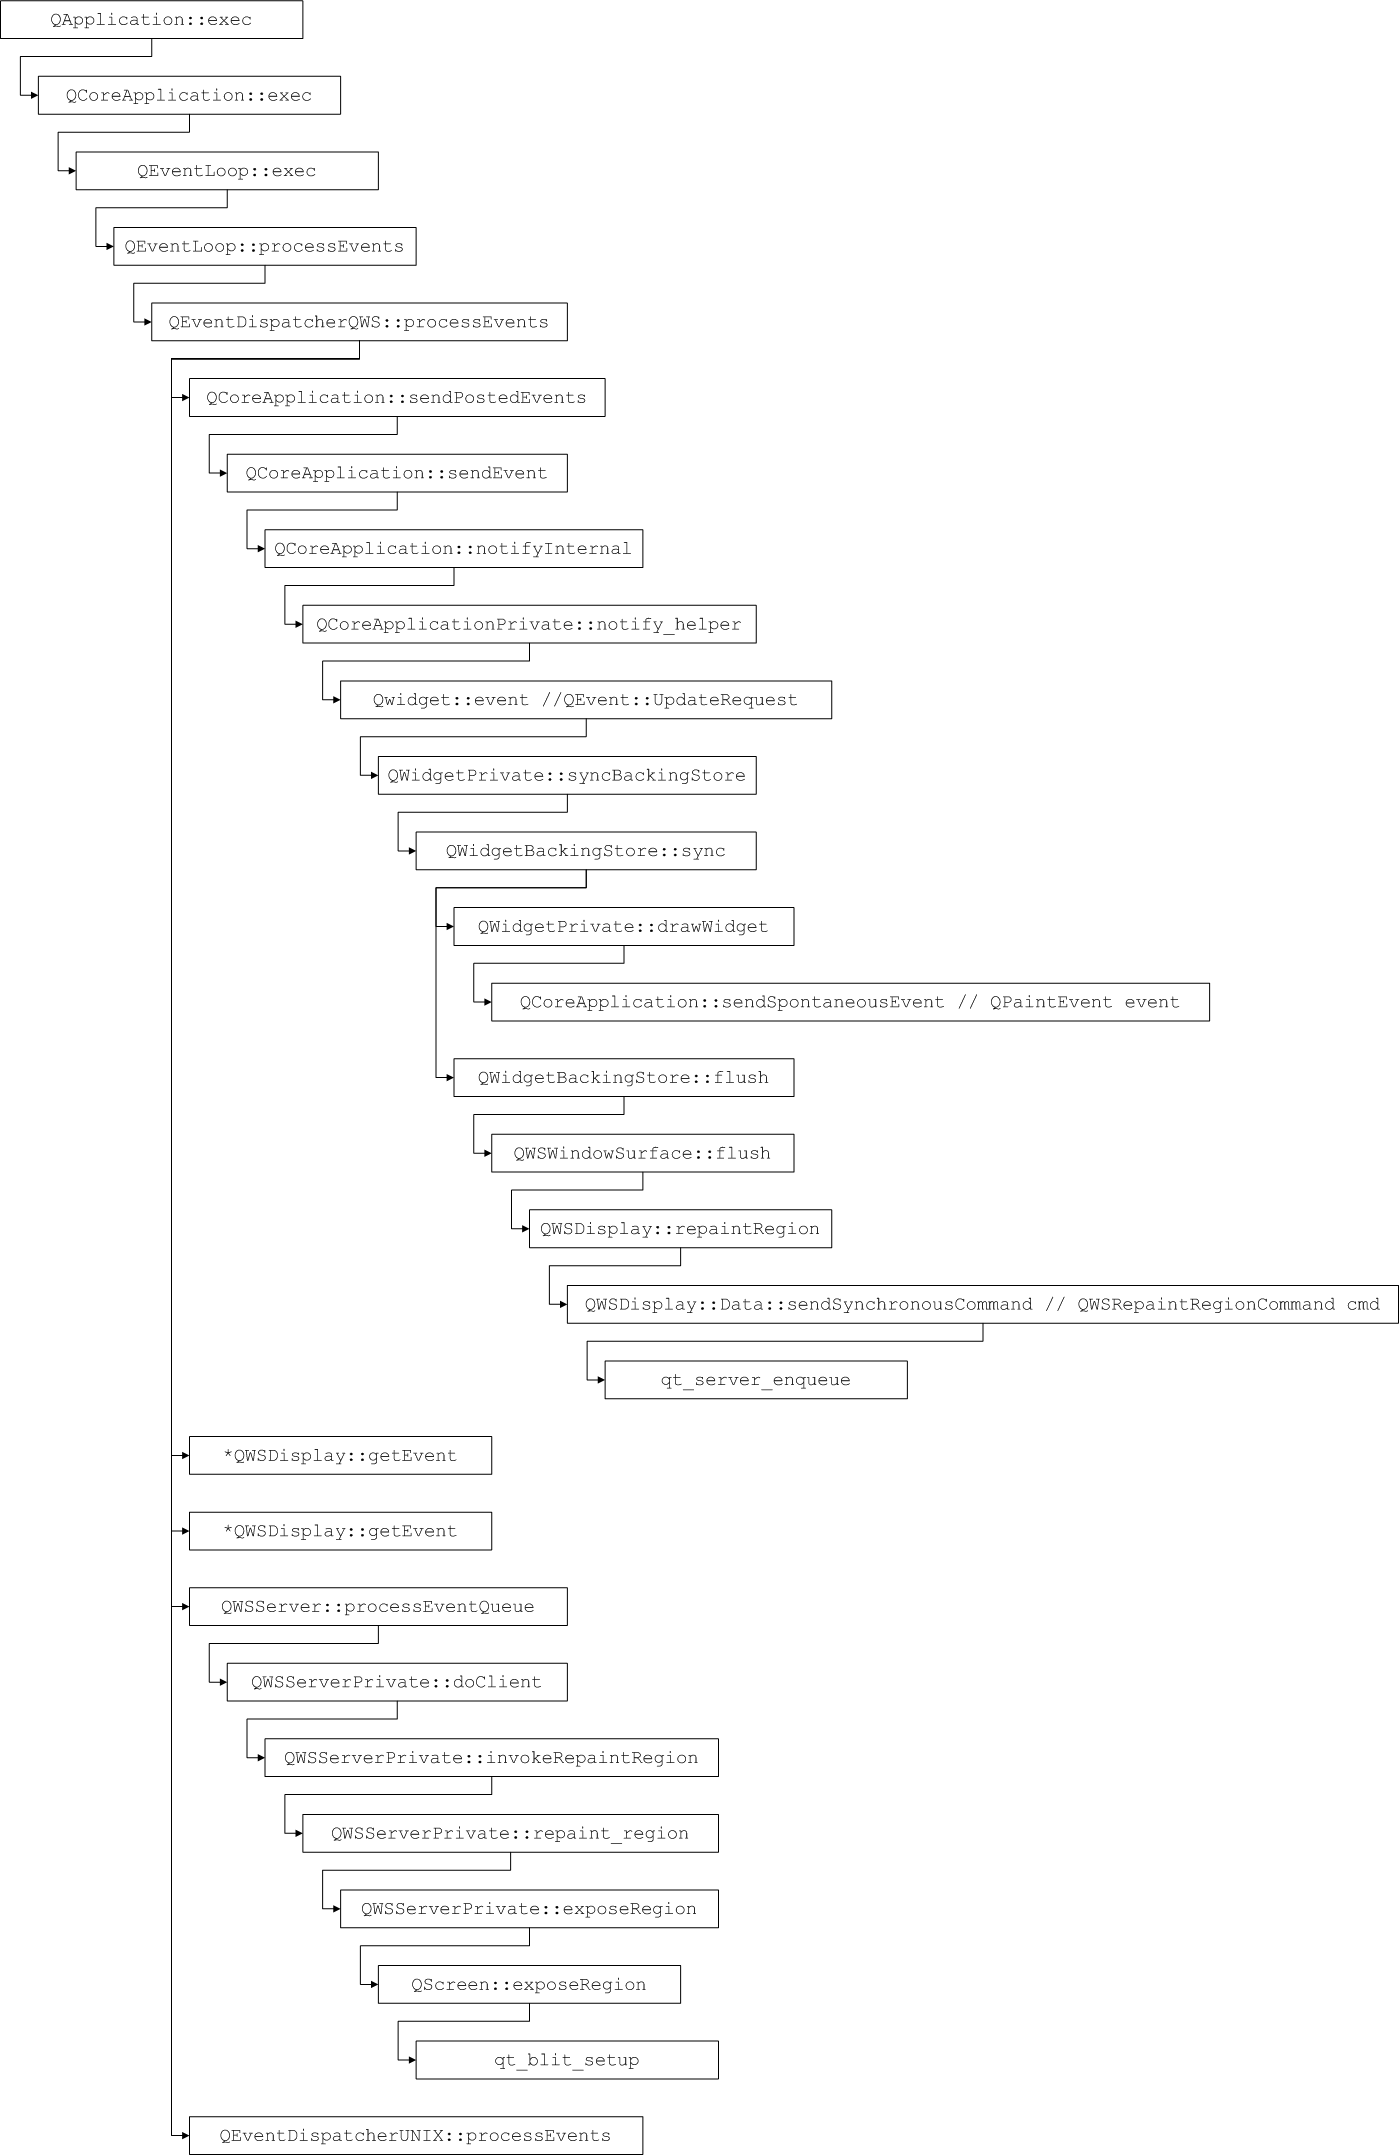 QApplication::exec
QCoreApplication::exec
QEventLoop::exec
QEventLoop::processEvents
QEventDispatcherQWS::processEvents
QCoreApplication::sendPostedEvents
QCoreApplication::sendEvent
QCoreApplication::notifyInternal
QCoreApplicationPrivate::notify_helper
Qwidget::event //QEvent::UpdateRequest
QWidgetPrivate::syncBackingStore
QWidgetBackingStore::sync
QWidgetPrivate::drawWidget
QCoreApplication::sendSpontaneousEvent // QPaintEvent event
QWidgetBackingStore::flush
QWSWindowSurface::flush
QWSDisplay::repaintRegion
QWSDisplay::Data::sendSynchronousCommand // QWSRepaintRegionCommand cmd
qt_server_enqueue
*QWSDisplay::getEvent
*QWSDisplay::getEvent
QWSServer::processEventQueue
QWSServerPrivate::doClient
QWSServerPrivate::invokeRepaintRegion
QWSServerPrivate::repaint_region
QWSServerPrivate::exposeRegion
QScreen::exposeRegion
qt_blit_setup
QEventDispatcherUNIX::processEvents